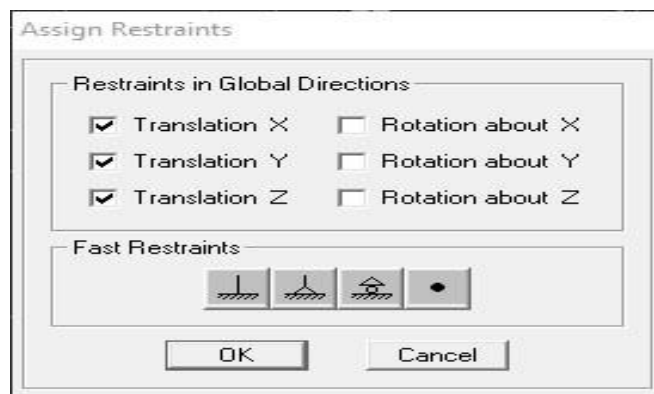 Assign Restraints
Restraints in Global Directions
Translation X Rotation about X
Translation Y Rotation about Y
Translation Z Rotation about Z
Fast Restraints
OK Cancel